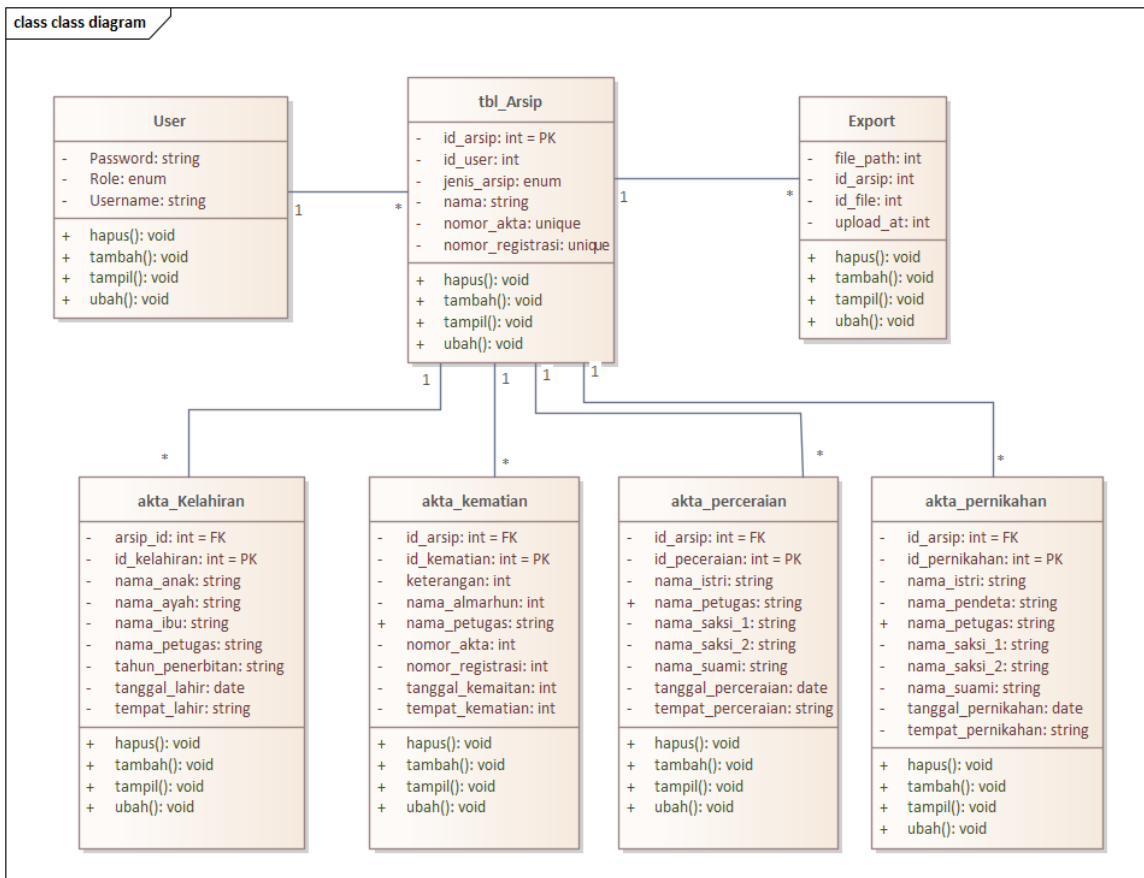 class class diagram
User
- Password: string
- Role: enum
- Username: string
+ hapus(): void
+ tambah(): void
+ tampil(): void
+ ubah(): void
1
*
tbl_Arsip
- id_arsip: int = PK
- id_user: int
- jenis_arsip: enum
- nama: string
- nomor_akta: unique
- nomor_registrasi: unique
+ hapus(): void
+ tambah(): void
+ tampil(): void
+ ubah(): void
1
*
Export
- file_path: int
- id_arsip: int
- id_file: int
- upload_at: int
+ hapus(): void
+ tambah(): void
+ tampil(): void
+ ubah(): void
1
1
1
1
*
*
*
*
akta_Kelahiran
- arsip_id: int = FK
- id_kelahiran: int = PK
- nama_anak: string
- nama_ayah: string
- nama_ibu: string
- nama_petugas: string
- tahun_penerbitan: string
- tanggal_lahir: date
- tempat_lahir: string
+ hapus(): void
+ tambah(): void
+ tampil(): void
+ ubah(): void
akta_kematian
- id_arsip: int = FK
- id_kematian: int = PK
- keterangan: int
- nama_almarhun: int
+ nama_petugas: string
- nomor_akta: int
- nomor_registrasi: int
- tanggal_kemaitan: int
- tempat_kematian: int
+ hapus(): void
+ tambah(): void
+ tampil(): void
+ ubah(): void
akta_perceraian
- id_arsip: int = FK
- id_peceraian: int = PK
- nama_istri: string
+ nama_petugas: string
- nama_saksi_1: string
- nama_saksi_2: string
- nama_suami: string
- tanggal_perceraian: date
- tempat_perceraian: string
+ hapus(): void
+ tambah(): void
+ tampil(): void
+ ubah(): void
akta_pernikahan
- id_arsip: int = FK
- id_pernikahan: int = PK
- nama_istri: string
- nama_pendeta: string
+ nama_petugas: string
- nama_saksi_1: string
- nama_saksi_2: string
- nama_suami: string
- tanggal_pernikahan: date
- tempat_pernikahan: string
+ hapus(): void
+ tambah(): void
+ tampil(): void
+ ubah(): void